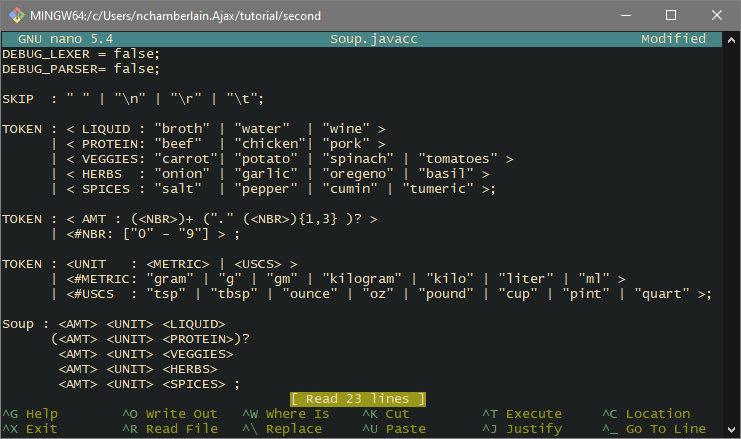 MINGW64:/c/Users/nchamberlain.Ajax/tutorial/second
GNU nano 5.4 Soup.javacc Modified
DEBUG_LEXER = false;
DEBUG_PARSER= false;
SKIP : " " | "\n" | "\r" | "\t";
TOKEN : < LIQUID : "broth" | "water" | "wine" >
| < PROTEIN: "beef" | "chicken"| "pork" >
| < VEGGIES: "carrot"| "potato" | "spinach" | "tomatoes" >
| < HERBS : "onion" | "garlic" | "oregeno" | "basil" >
| < SPICES : "salt" | "pepper" | "cumin" | "tumeric" >;
TOKEN : < AMT : (<NBR>)+ ("." (<NBR>){1,3} )? >
| <#NBR: ["0" - "9"] > ;
TOKEN : <UNIT : <METRIC> | <USCS> >
| <#METRIC: "gram" | "g" | "gm" | "kilogram" | "kilo" | "liter" | "ml" >
| <#USCS : "tsp" | "tbsp" | "ounce" | "oz" | "pound" | "cup" | "pint" | "quart" >;
Soup : <AMT> <UNIT> <LIQUID>
(<AMT> <UNIT> <PROTEIN>)?
<AMT> <UNIT> <VEGGIES>
<AMT> <UNIT> <HERBS>
<AMT> <UNIT> <SPICES> ;
[ Read 23 lines ]
^G Help ^O Write Out ^W Where Is ^K Cut ^T Execute ^C Location
^X Exit ^R Read File ^\ Replace ^U Paste ^J Justify ^_ Go To Line